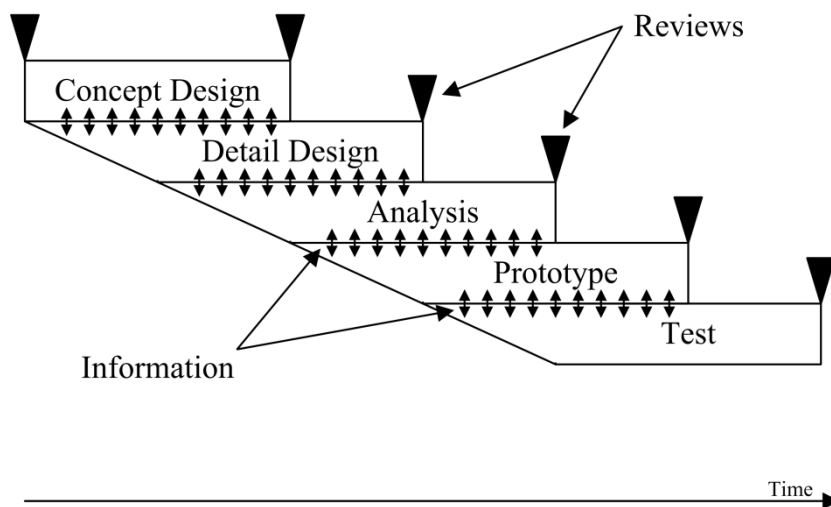 Reviews
Concept Design
Detail Design
Analysis
Prototype
Test
Information
Time